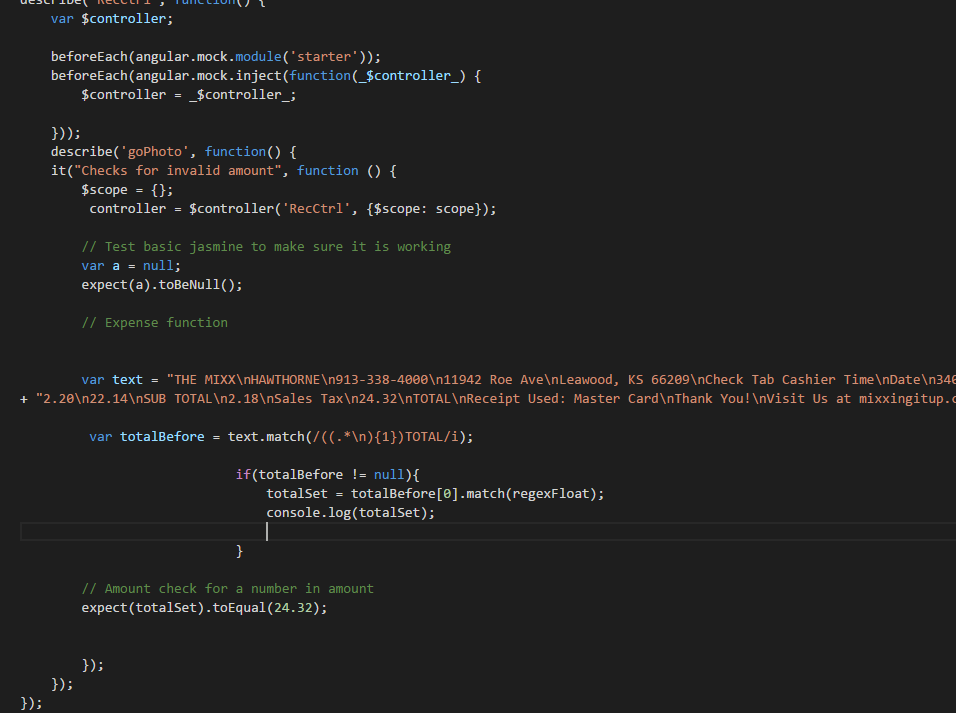 describe("RecCtrl", function() {
var $controller;
beforeEach(angular.mock.module('starter'));
beforeEach(angular.mock.inject(function(_$controller_) {
$controller = _$controller_;
}));
describe('goPhoto', function() {
it("Checks for invalid amount", function () {
$scope = {};
controller = $controller('RecCtrl', {$scope: scope});
// Test basic jasmine to make sure it is working
var a = null;
expect(a).toBeNull();
// Expense function
var text = "THE MIXX\nHAWTHORNE\n913-338-4000\n11942 Roe Ave\nLeawood, KS 66209\nCheck Tab Cashier Time\nDate\n340
+ "2.20\n22.14\nSUB TOTAL\n2.18\nSales Tax\n24.32\nTOTAL\nReceipt Used: Master Card\nThank You!\nVisit Us at mixxingitup.c
var totalBefore = text.match(/((.*\n){1})TOTAL/i);
if(totalBefore != null){
totalSet = totalBefore[0].match(regexFloat);
console.log(totalSet);
}
// Amount check for a number in amount
expect(totalSet).toEqual(24.32);
});
});
});